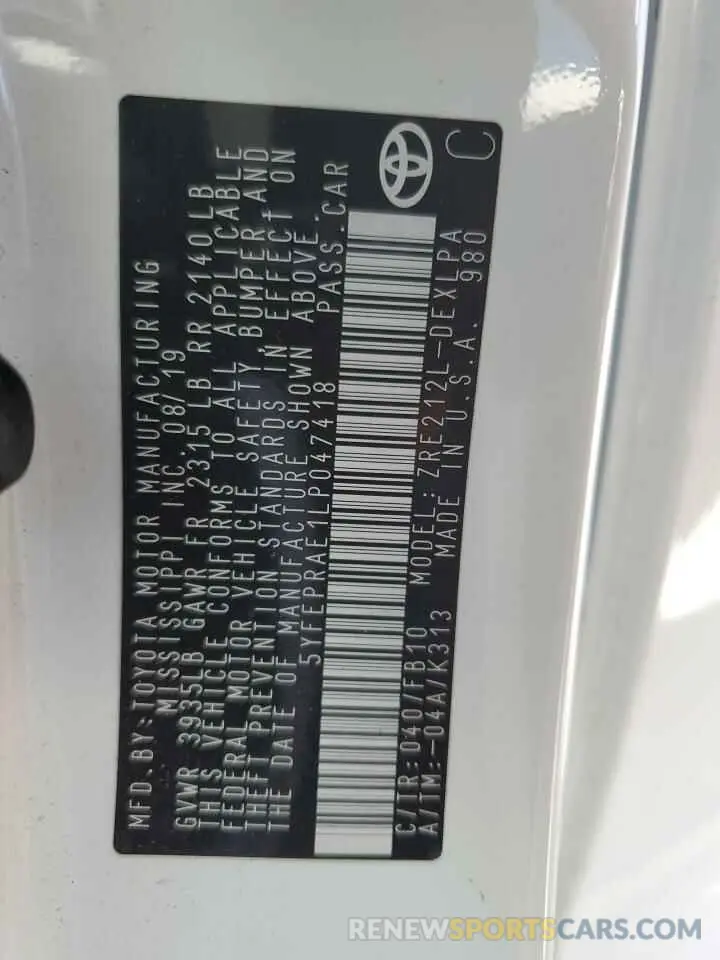 MFD. BY: TOYOTA MOTOR MANUFACTURING
MISSISSIPPI INC. 08/19
GVWR 3935LB GAWR FR 2315 LB RR 2140 LB
THIS VEHICLE CONFORMS TO ALL APPLICABLE
FEDERAL MOTOR VEHICLE SAFETY, BUMPER AND
THEFT PREVENTION STANDARDS IN EFFECT ON
THE DATE OF MANUFACTURE SHOWN ABOVE.
5YFEPRAE1LP047418 PASS. CAR
C/TR: 040/FB10 MODEL: ZRE212L-DEXLPA
A/TM: -04A/K313 MADE IN U.S.A. 980
C
RENEWSPORTSCARS.COM